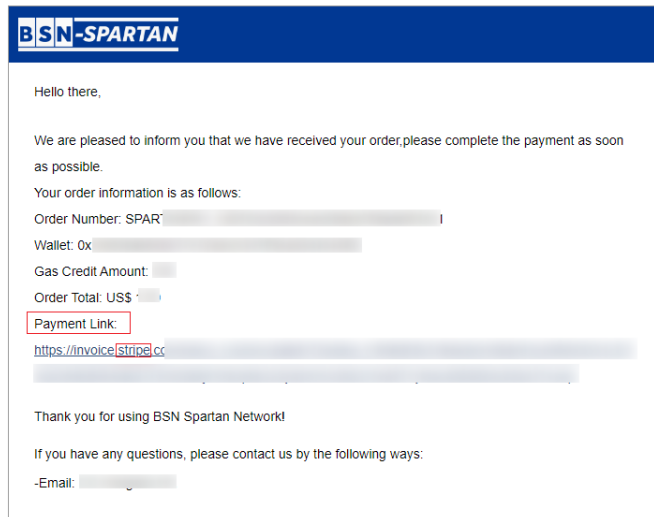 BSN-SPARTAN
Hello there,
We are pleased to inform you that we have received your order,please complete the payment as soon
as possible.
Your order information is as follows:
Order Number: SPART
Wallet: 0x
Gas Credit Amount:
Order Total: US$
Payment Link:
https://invoice.stripe.co
Thank you for using BSN Spartan Network!
If you have any questions, please contact us by the following ways:
-Email: